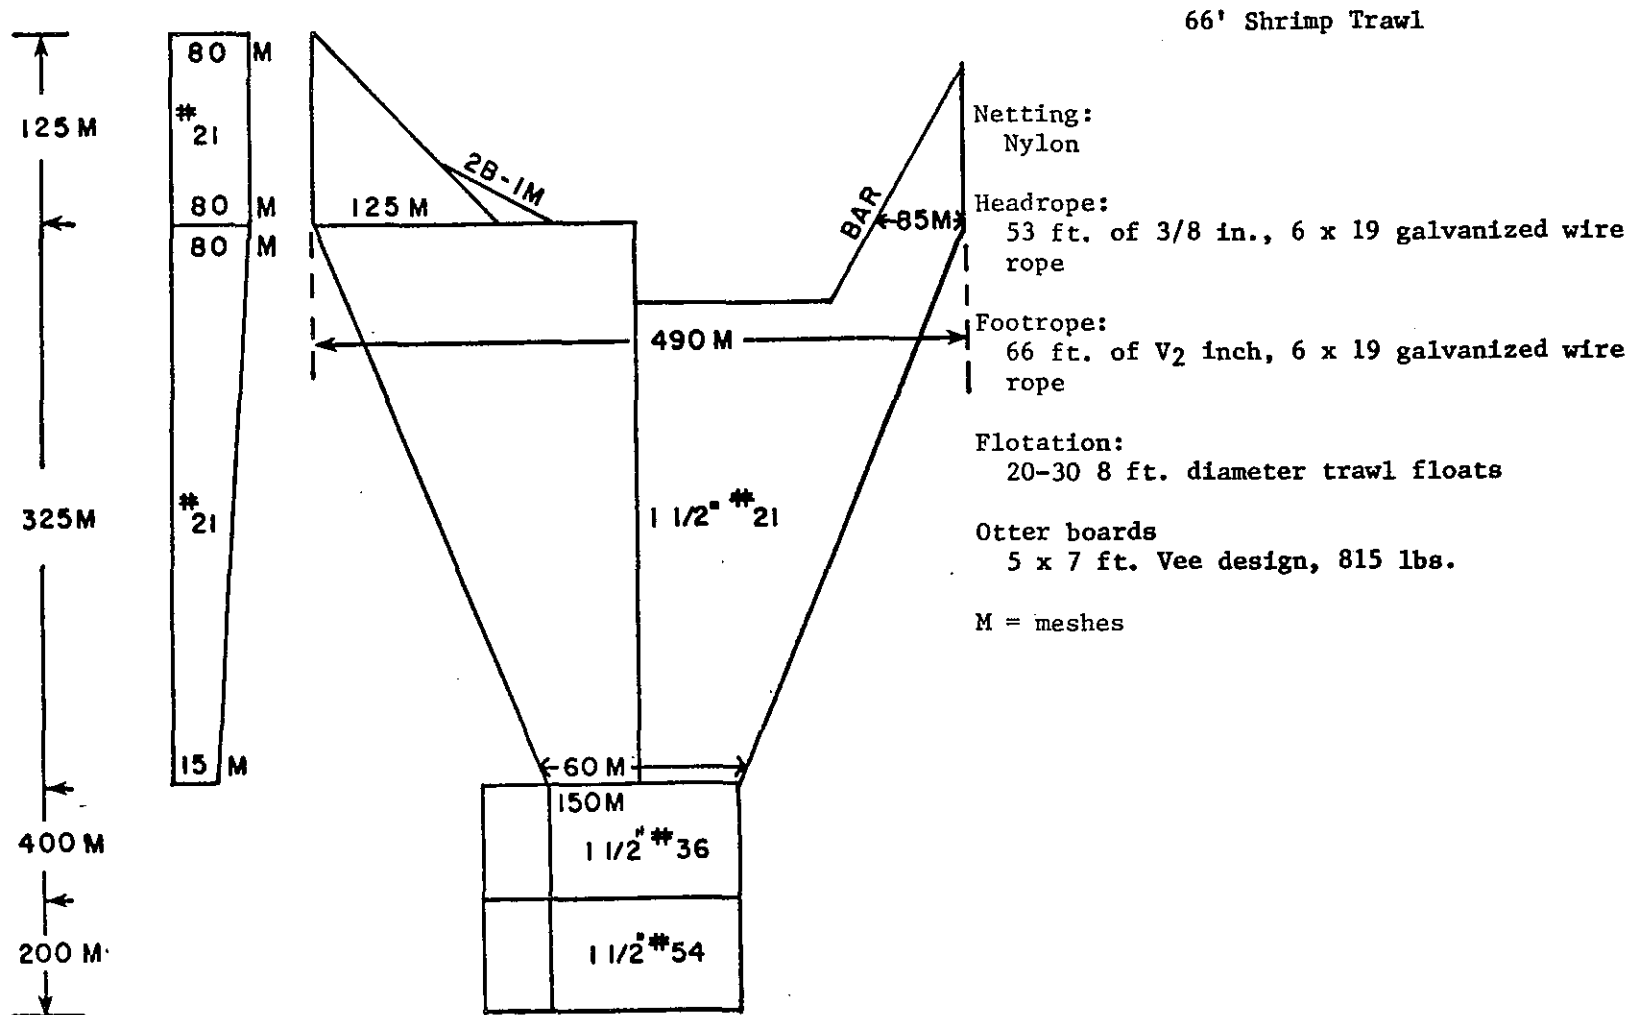 66' Shrimp Trawl
80 M
125 M
#21
80 M
80 M
2B-1M
125 M
BAR
85M
490 M
325M
#21
1 1/2" #21
15 M
60 M
150M
400 M
1 1/2" #36
200 M
1 1/2" #54
Netting:
Nylon
Headrope:
53 ft. of 3/8 in., 6 x 19 galvanized wire
rope
Footrope:
66 ft. of V2 inch, 6 x 19 galvanized wire
rope
Flotation:
20-30 8 ft. diameter trawl floats
Otter boards
5 x 7 ft. Vee design, 815 lbs.
M = meshes